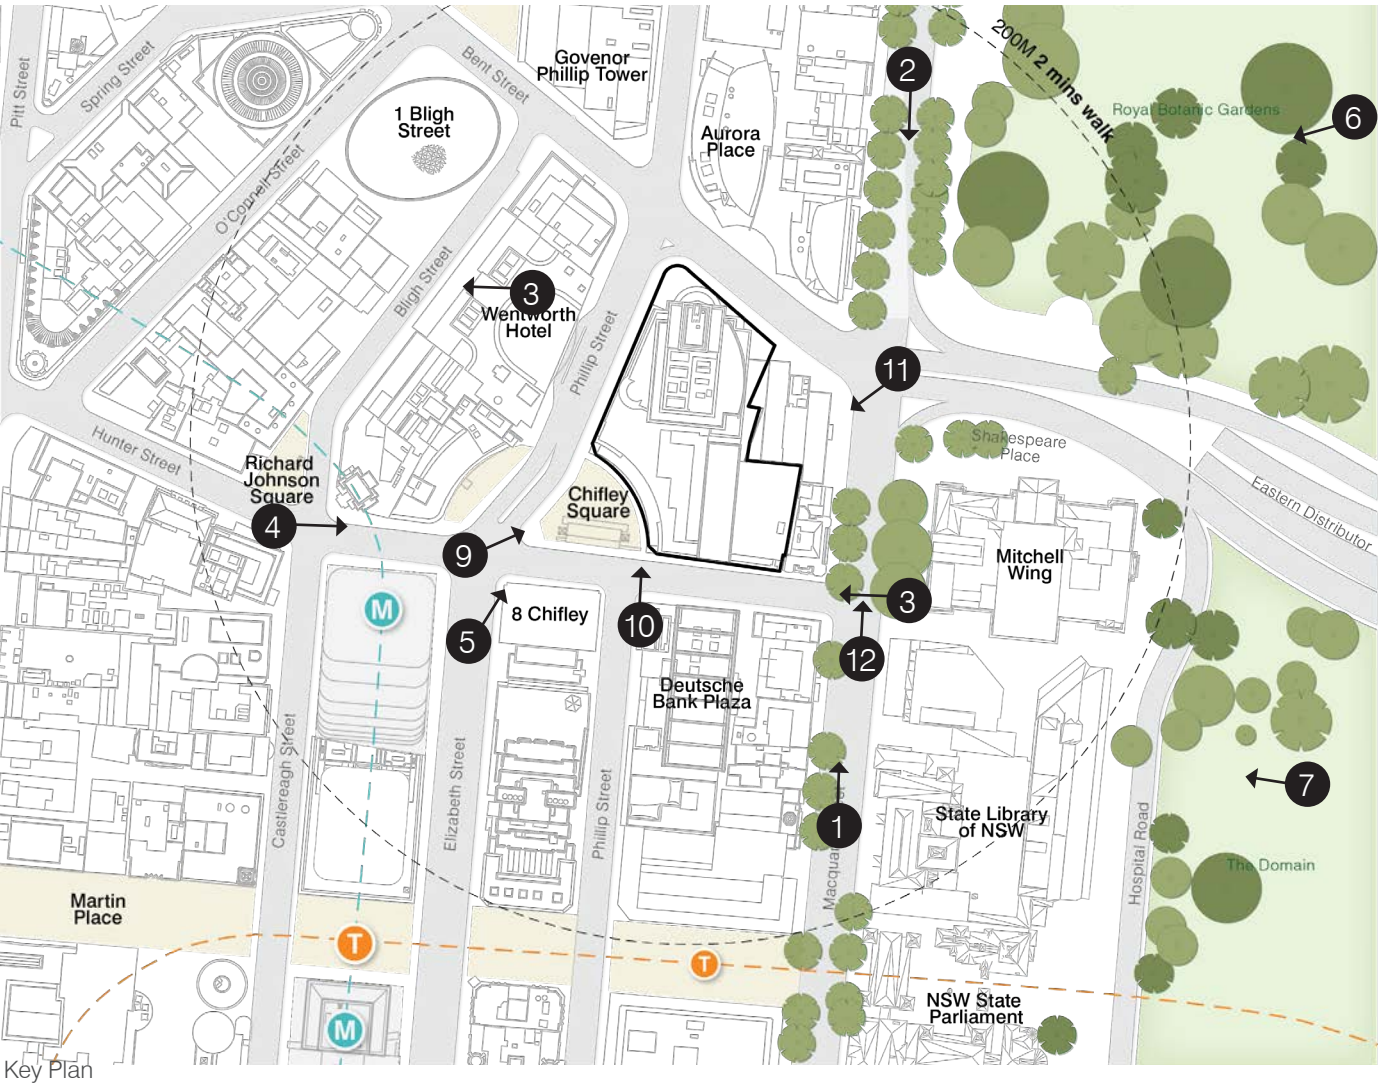 Pitt Street
Spring Street
Bent Street
Govenor
Phillip Tower
2
200M 2 mins walk
Royal Botanic Gardens
6
1 Bligh
Street
Aurora
Place
O'Connell Street
Bligh Street
3
Wentworth
Hotel
Phillip Street
11
Hunter Street
Richard
Johnson
Square
Chifley
Square
Shakespeare
Place
Eastern Distributor
4
9
Mitchell
Wing
M
5
8 Chifley
10
3
12
Deutsche
Bank Plaza
Castlereagh Street
Elizabeth Street
Phillip Street
1
7
State Library
of NSW
Hospital Road
The Domain
Martin
Place
T
T
NSW State
Parliament
M
Key Plan